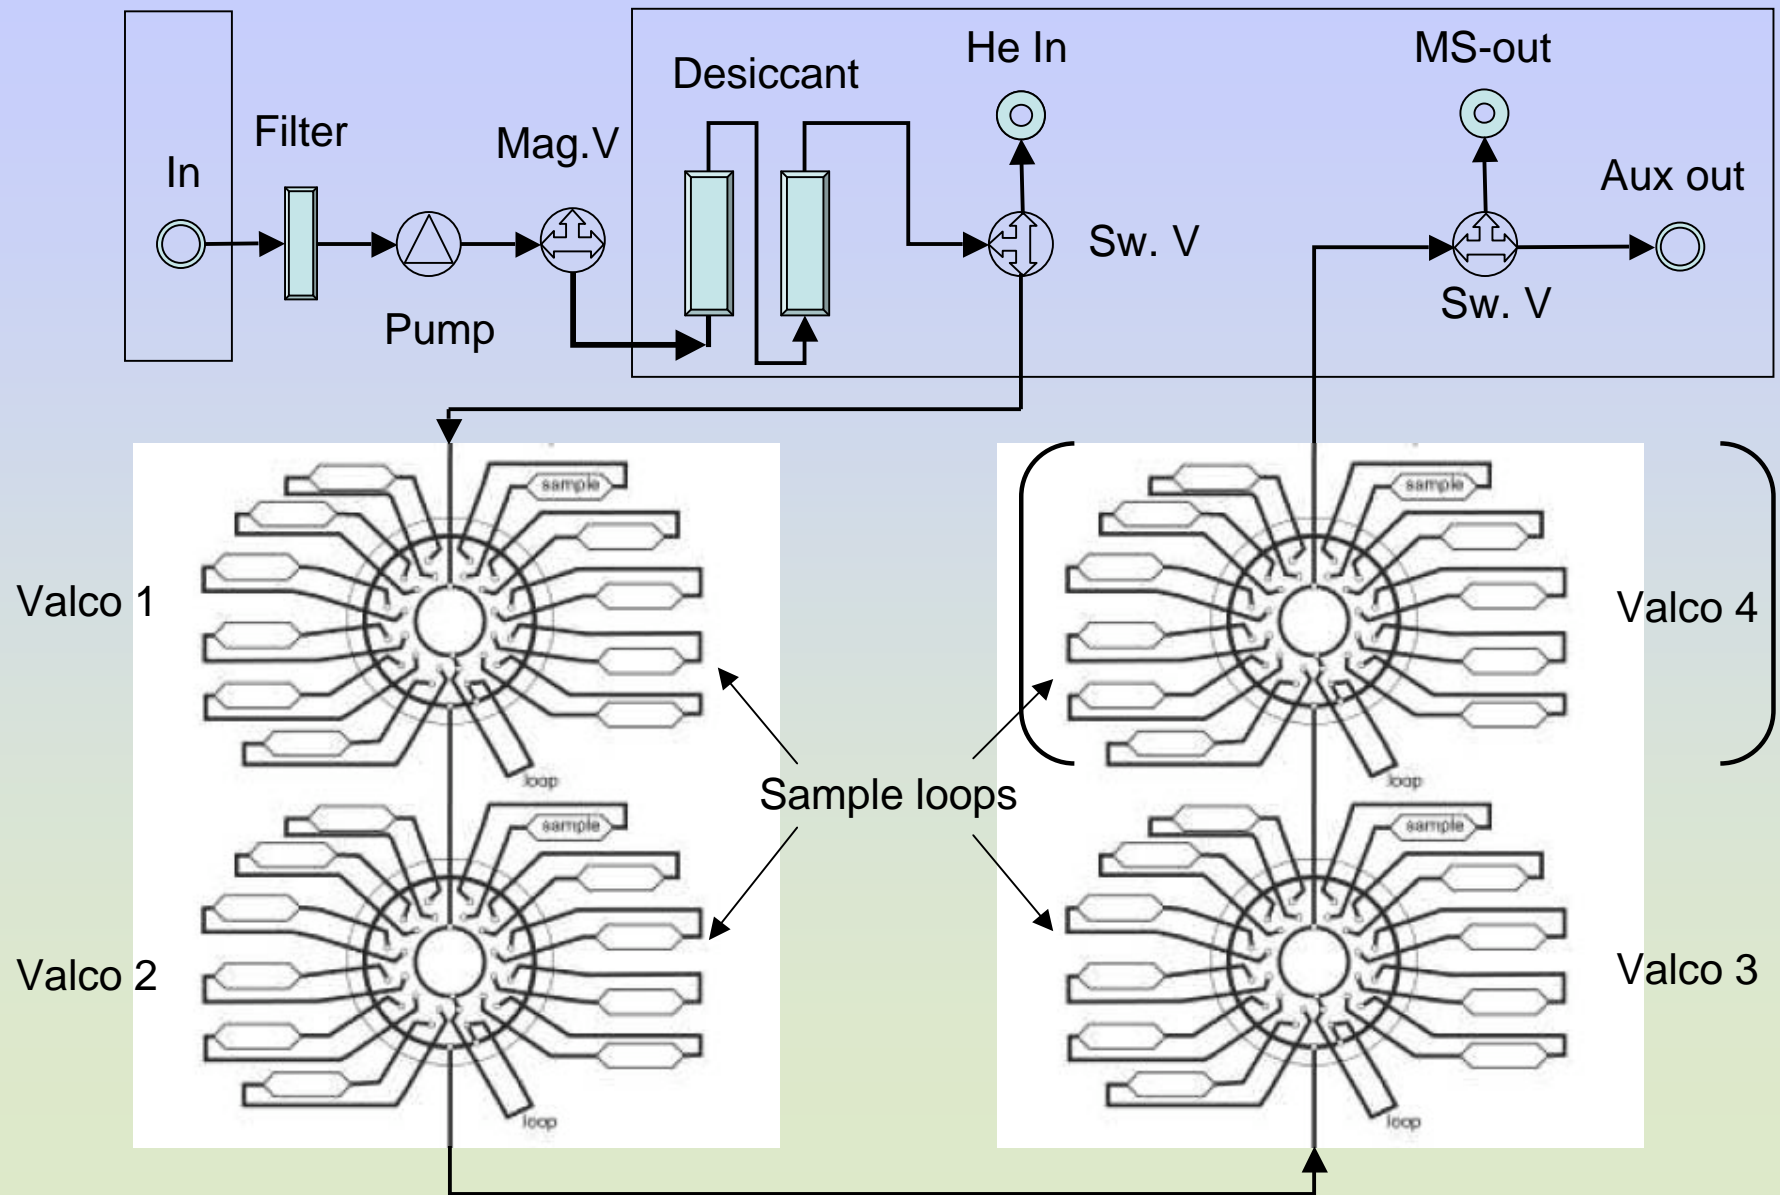 He In
MS-out
Desiccant
Filter
Mag.V
In
Aux out
Sw. V
Sw. V
Pump
sample
sample
Valco 1
Valco 4
loop
loop
Sample loops
sample
sample
Valco 2
Valco 3
loop
loop